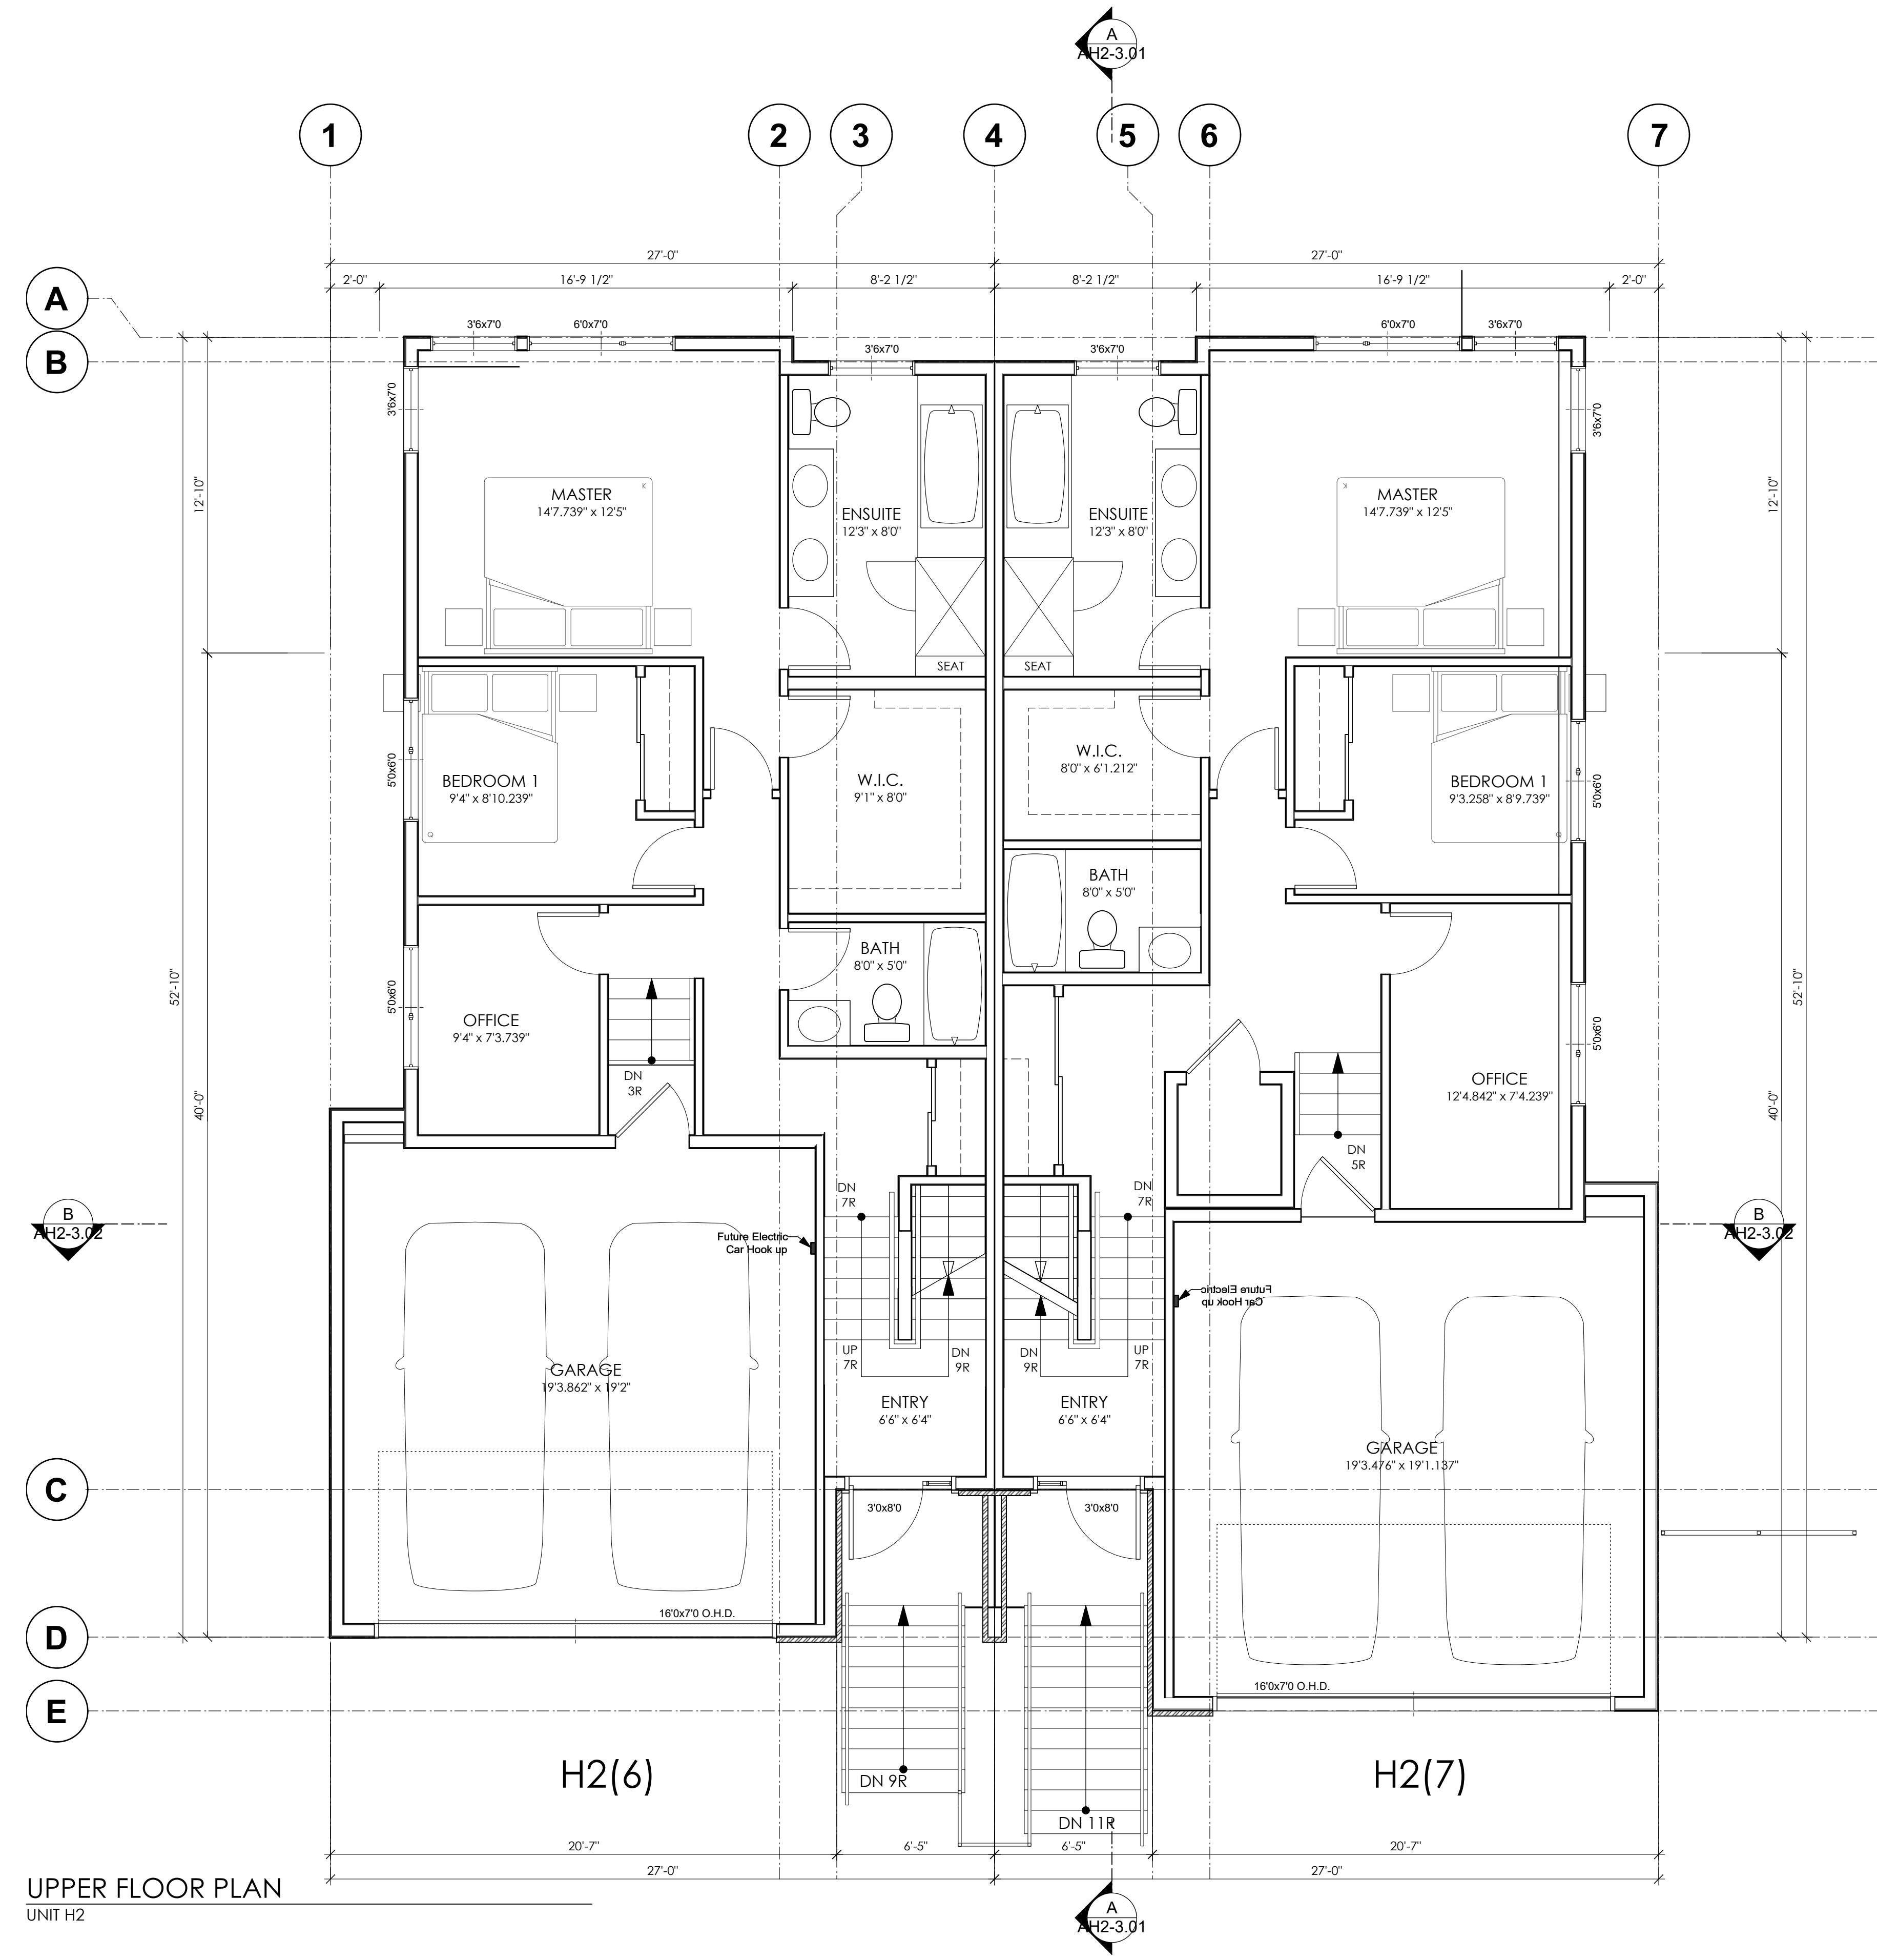 A
AH2-3.01
1
2
3
4
5
6
7
27'-0"
27'-0"
2'-0"
16'-9 1/2"
8'-2 1/2"
8'-2 1/2"
16'-9 1/2"
2'-0"
A
B
3'6x7'0
6'0x7'0
6'0x7'0
3'6x7'0
3'6x7'0
3'6x7'0
3'6x7'0
3'6x7'0
12'-10"
12'-10"
MASTER
14'7.739" x 12'5"
K
ENSUITE
12'3" x 8'0"
ENSUITE
12'3" x 8'0"
K
MASTER
14'7.739" x 12'5"
SEAT
SEAT
5'0x6'0
BEDROOM 1
9'4" x 8'10.239"
Q
W.I.C.
9'1" x 8'0"
W.I.C.
8'0" x 6'1.212"
BEDROOM 1
9'3.258" x 8'9.739"
Q
5'0x6'0
BATH
8'0" x 5'0"
BATH
8'0" x 5'0"
52'-10"
52'-10"
5'0x6'0
OFFICE
9'4" x 7'3.739"
5'0x6'0
DN
3R
OFFICE
12'4.842" x 7'4.239"
40'-0"
40'-0"
DN
5R
DN
7R
DN
7R
B
AH2-3.02
B
AH2-3.02
Future Electric
Car Hook up
Future Electric
Car Hook up
UP
7R
DN
9R
DN
9R
UP
7R
GARAGE
19'3.862" x 19'2"
ENTRY
6'6" x 6'4"
ENTRY
6'6" x 6'4"
GARAGE
19'3.476" x 19'1.137"
C
3'0x8'0
3'0x8'0
16'0x7'0 O.H.D.
D
16'0x7'0 O.H.D.
E
H2(6)
H2(7)
DN 9R
DN 11R
20'-7"
6'-5"
6'-5"
20'-7"
27'-0"
27'-0"
UPPER FLOOR PLAN
UNIT H2
A
AH2-3.01